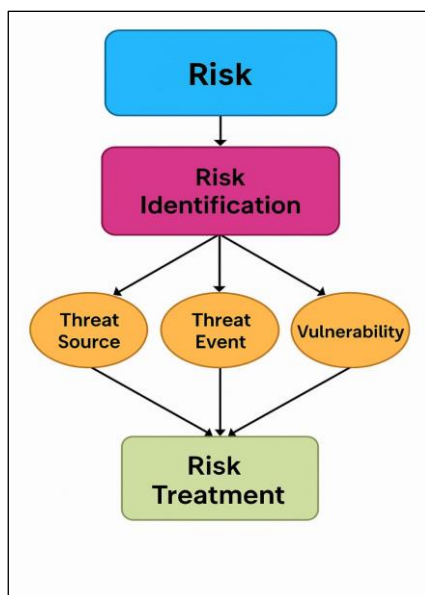 Risk
Risk
Identification
Threat
Source
Threat
Event
Vulnerability
Risk
Treatment